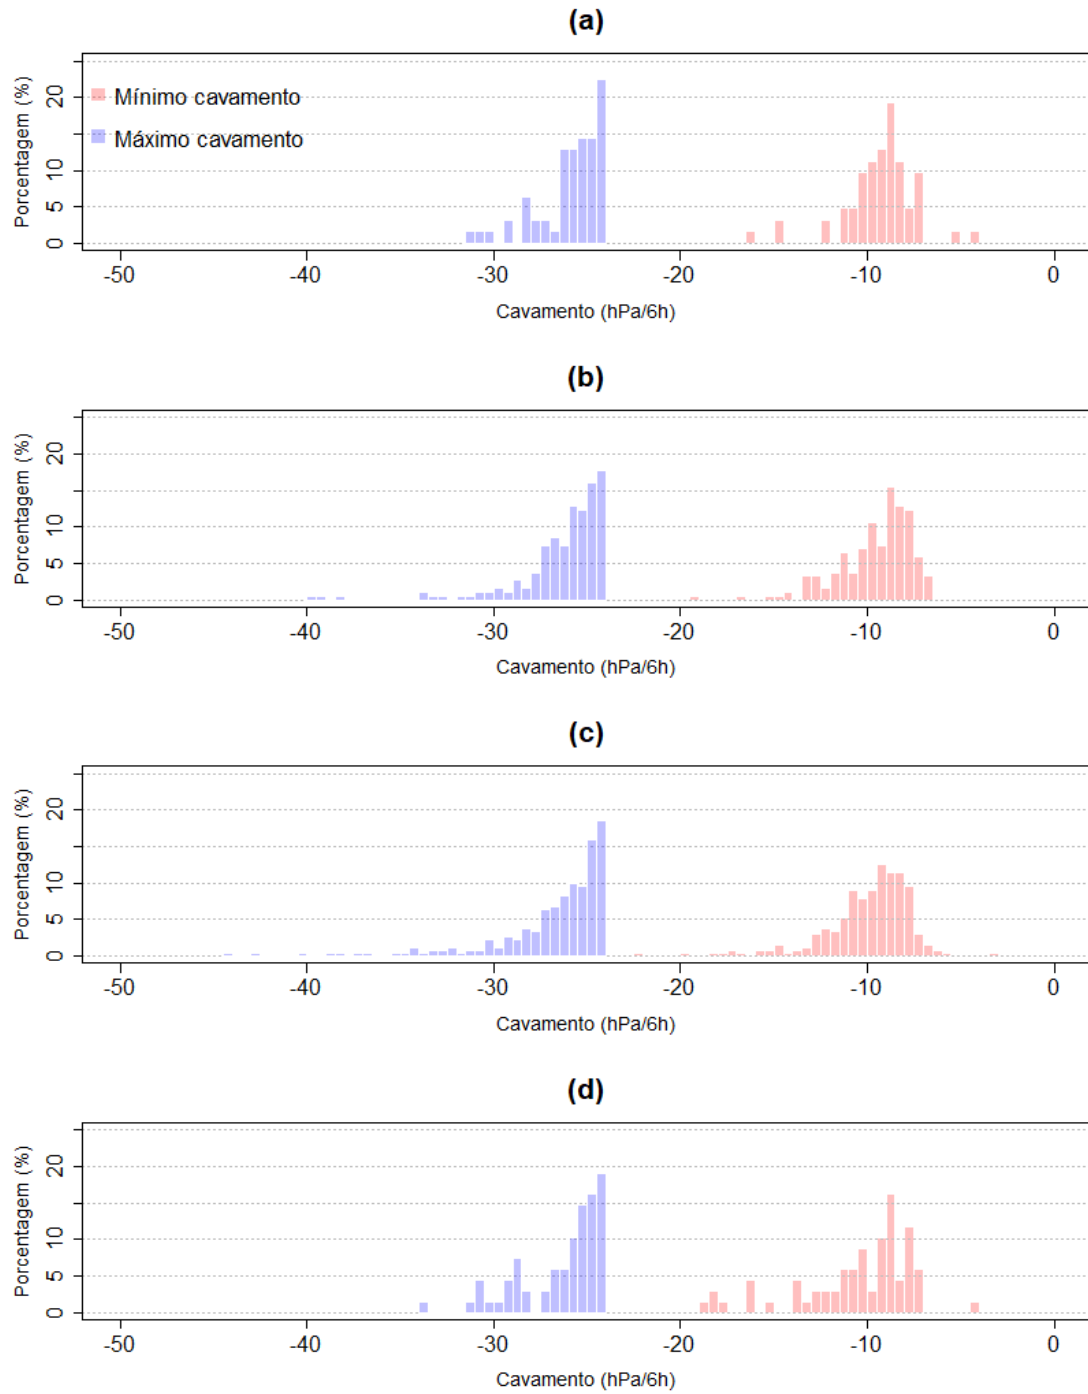 (a)
Porcentagem (%)
20
10
5
0
Mínimo cavamento
Máximo cavamento
-50 -40 -30 -20 -10 0
Cavamento (hPa/6h)
(b)
Porcentagem (%)
20
10
5
0
-50 -40 -30 -20 -10 0
Cavamento (hPa/6h)
(c)
Porcentagem (%)
20
10
5
0
-50 -40 -30 -20 -10 0
Cavamento (hPa/6h)
(d)
Porcentagem (%)
20
10
5
0
-50 -40 -30 -20 -10 0
Cavamento (hPa/6h)